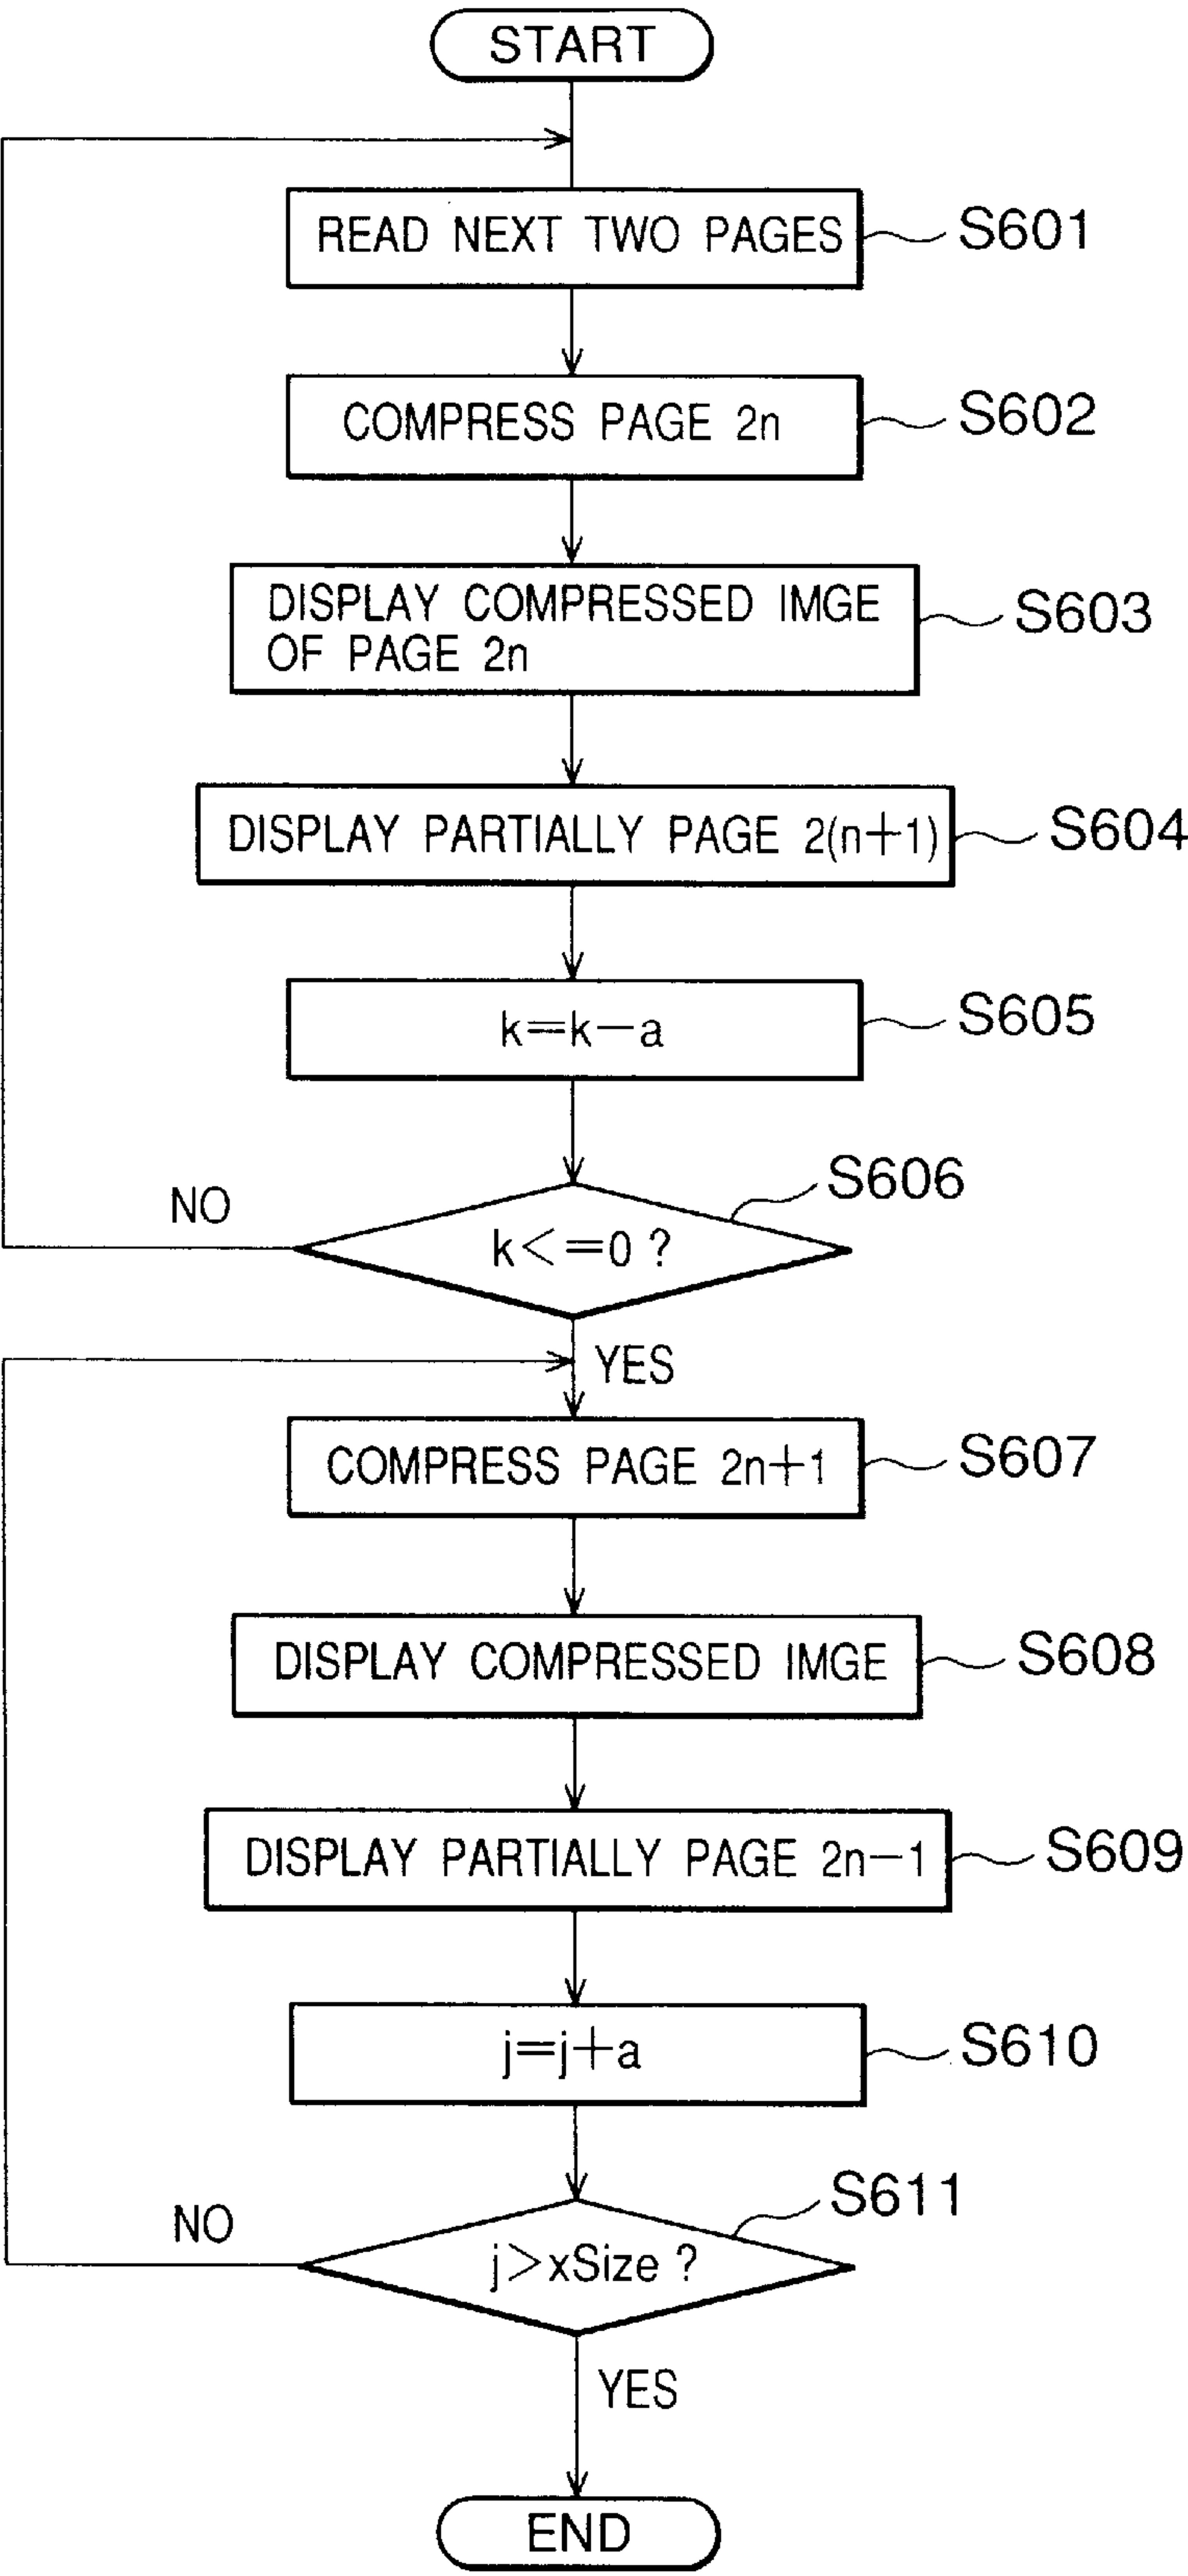 START
READ NEXT TWO PAGES
S601
COMPRESS PAGE 2n
S602
DISPLAY COMPRESSED IMGE
OF PAGE 2n
S603
DISPLAY PARTIALLY PAGE 2(n+1)
S604
k=k-a
S605
S606
NO
k<=0 ?
YES
COMPRESS PAGE 2n+1
S607
DISPLAY COMPRESSED IMGE
S608
DISPLAY PARTIALLY PAGE 2n-1
S609
j=j+a
S610
S611
NO
j>xSize ?
YES
END